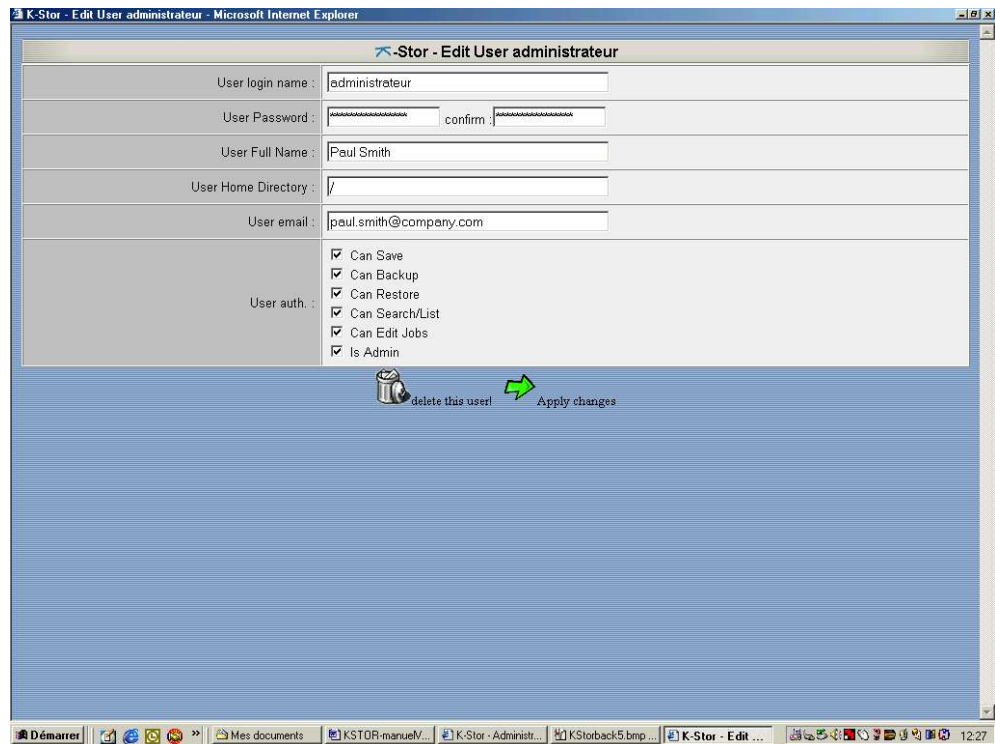 K-Stor - Edit User administrateur - Microsoft Internet Explorer
K-Stor - Edit User administrateur
User login name : administrateur
User Password : **************** confirm : ****************
User Full Name : Paul Smith
User Home Directory : /
User email : paul.smith@company.com
User auth. :
Can Save
Can Backup
Can Restore
Can Search/List
Can Edit Jobs
Is Admin
delete this user! Apply changes
Démarrer » Mes documents KSTOR-manuelV... K-Stor - Administr... KStorback5.bmp ... K-Stor - Edit ... 12:27